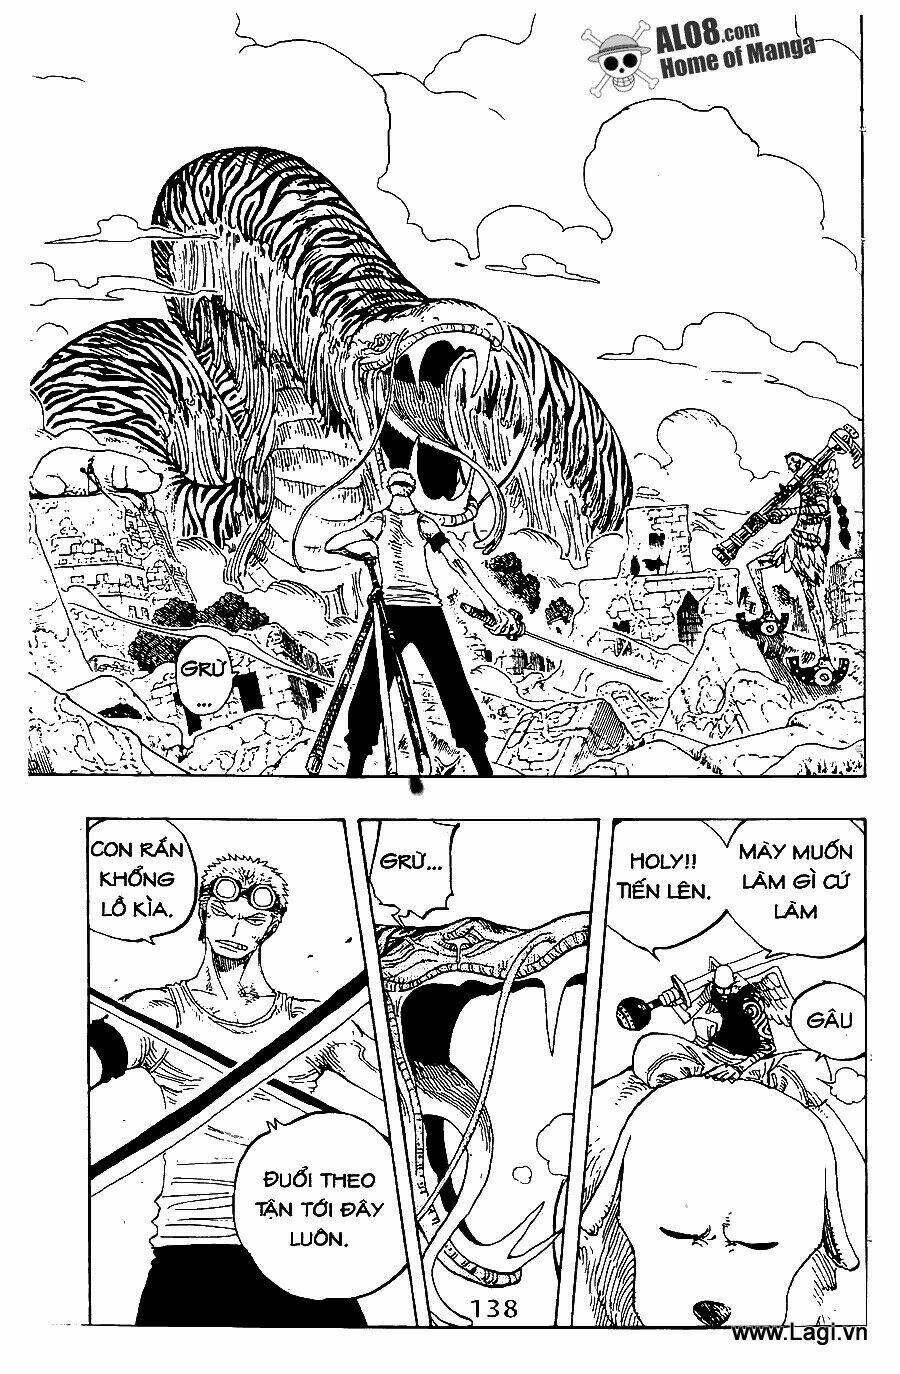 ALO8.com
Home of Manga
GRỪ
...
CON RẮN
KHỔNG
LỒ KÌA.
GRỪ...
HOLY!!
TIẾN LÊN.
MÀY MUỐN
LÀM GÌ CỨ
LÀM
GÂU
ĐUỔI THEO
TẬN TỚI ĐÂY
LUÔN.
138
www.Lagi.vn